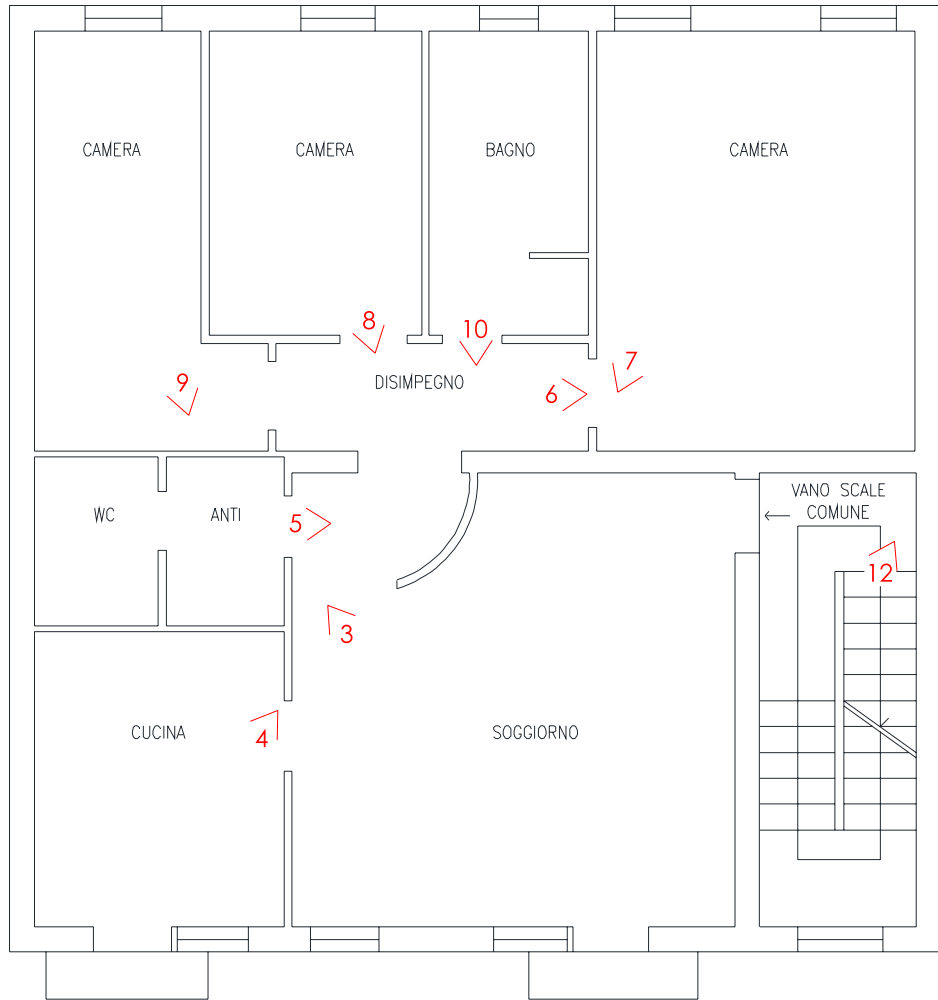 CAMERA
CAMERA
BAGNO
CAMERA
8
10
9
DISIMPEGNO
6
7
WC
ANTI
5
VANO SCALE
COMUNE
12
3
CUCINA
4
SOGGIORNO